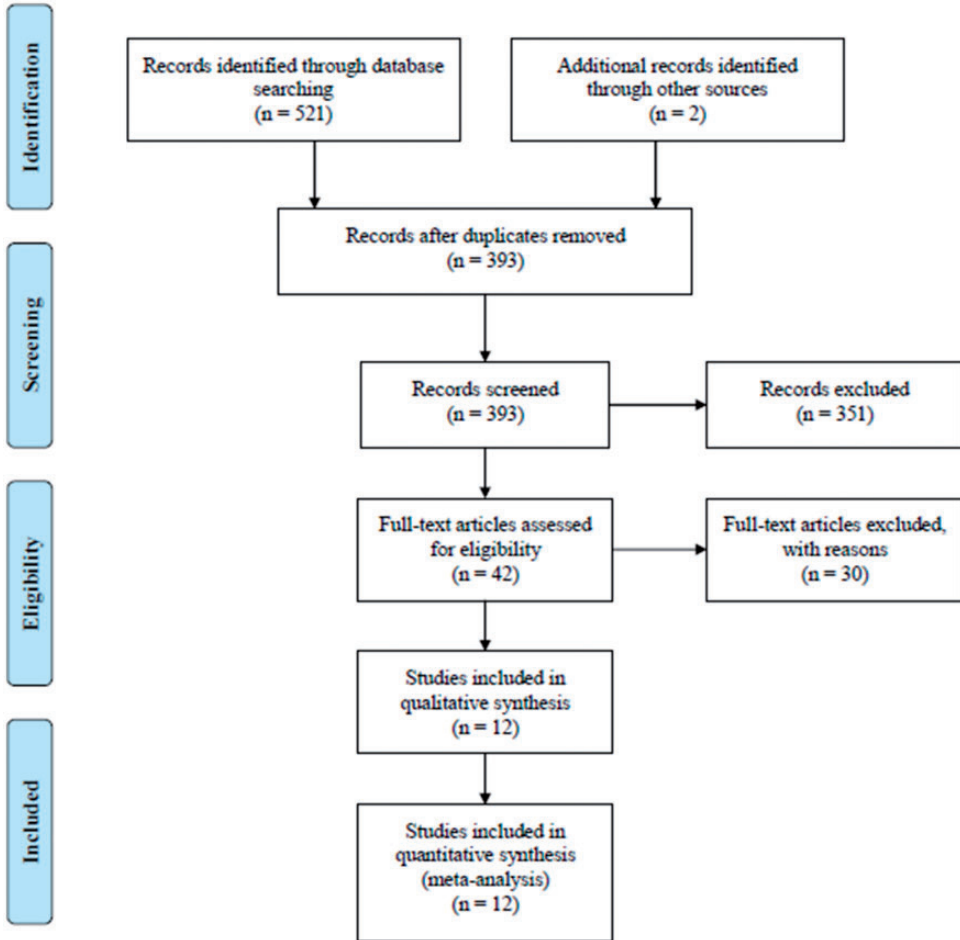 Identification
Records identified through database
searching
(n = 521)
Additional records identified
through other sources
(n = 2)
Records after duplicates removed
(n = 393)
Screening
Records screened
(n = 393)
Records excluded
(n = 351)
Eligibility
Full-text articles assessed
for eligibility
(n = 42)
Full-text articles excluded,
with reasons
(n = 30)
Studies included in
qualitative synthesis
(n = 12)
Included
Studies included in
quantitative synthesis
(meta-analysis)
(n = 12)